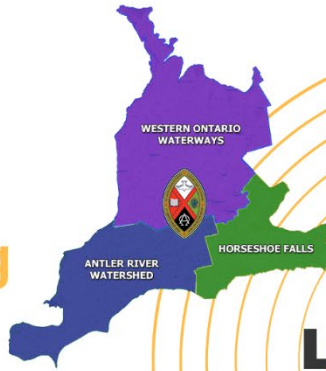 WESTERN ONTARIO
WATERWAYS
HORSESHOE FALLS
ANTLER RIVER
WATERSHED
L